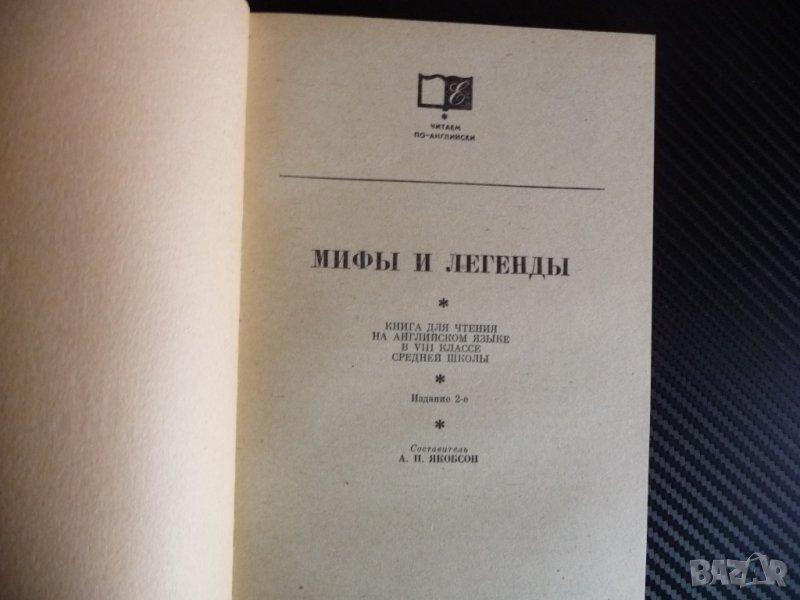 Е
ЧИТАЕМ
ПО-АНГЛИЙСКИ
МИФЫ И ЛЕГЕНДЫ
*
КНИГА ДЛЯ ЧТЕНИЯ
НА АНГЛИЙСКОМ ЯЗЫКЕ
В VIII КЛАССЕ
СРЕДНЕЙ ШКОЛЫ
*
Издание 2-е
*
Составитель
А. П. ЯКОБСОН
BAZAR